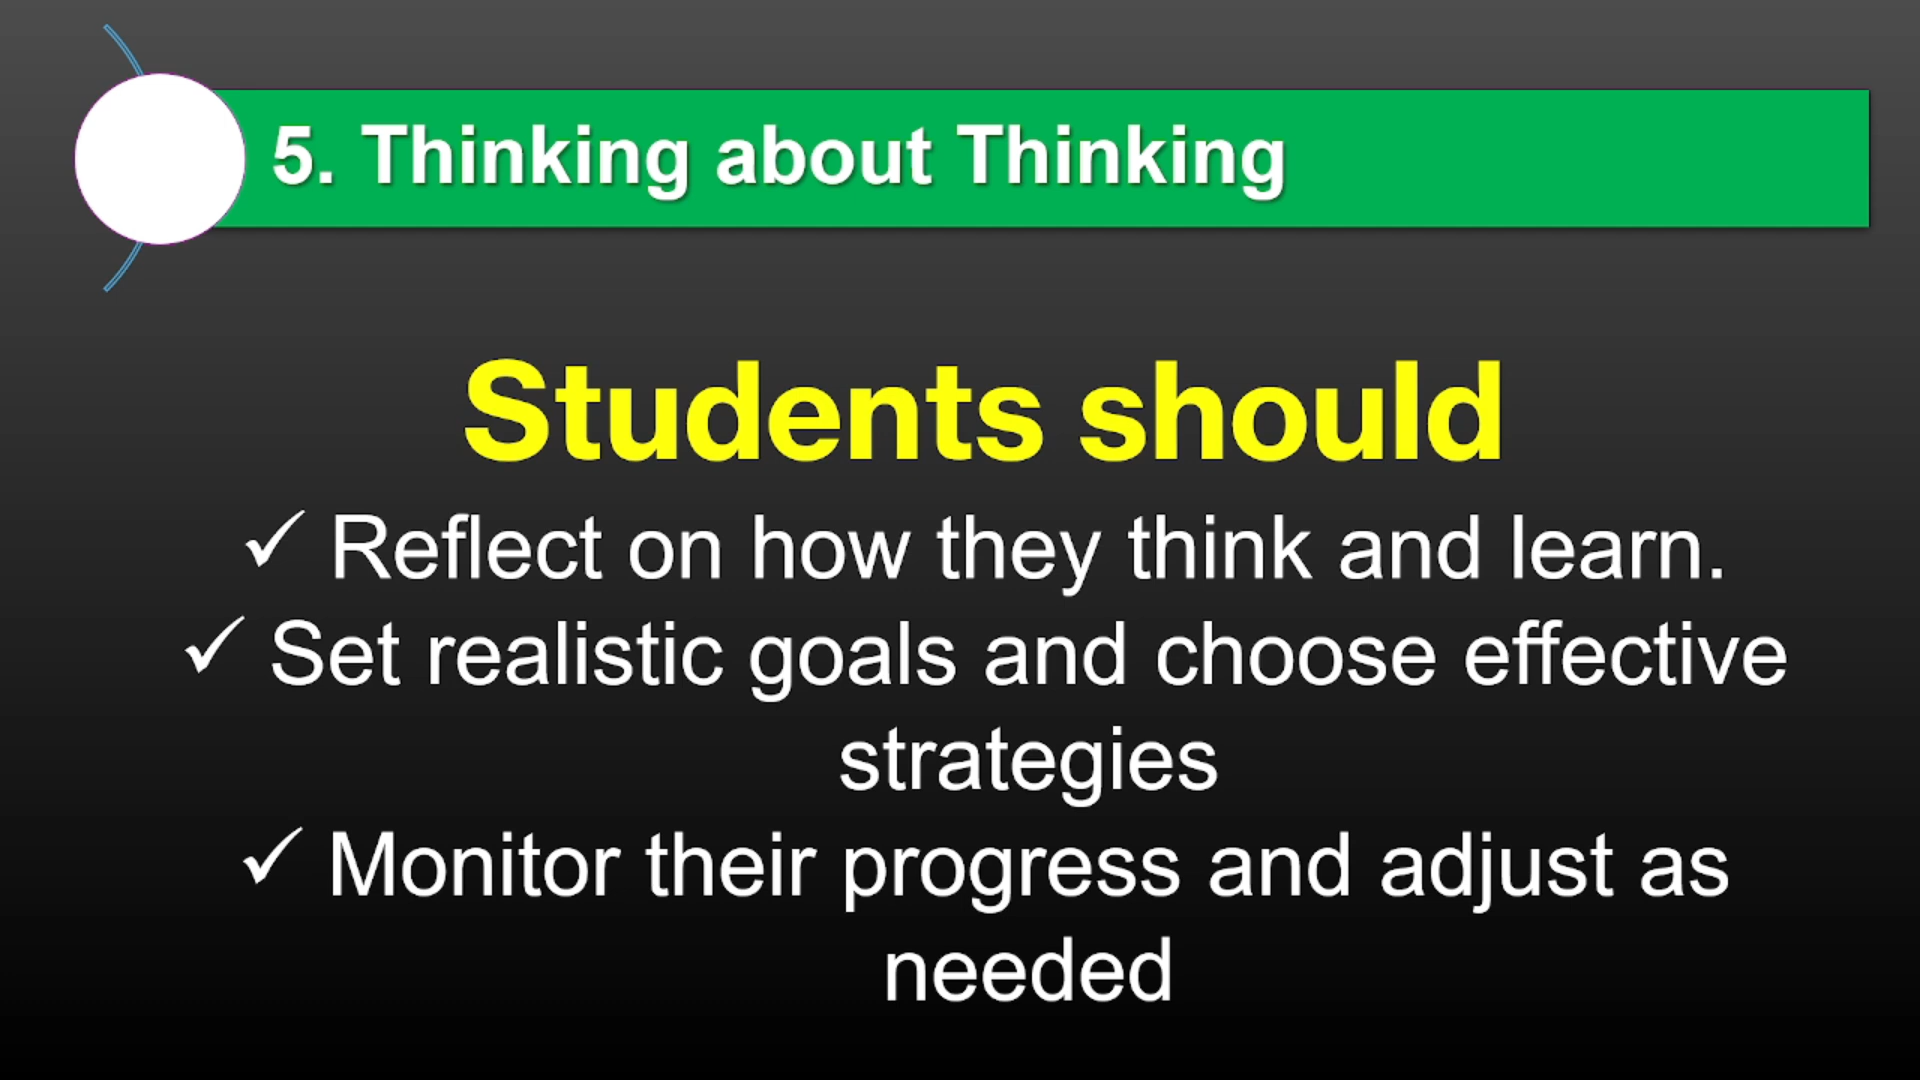 5. Thinking about Thinking
Students should
✓ Reflect on how they think and learn.
✓ Set realistic goals and choose effective
strategies
✓ Monitor their progress and adjust as
needed